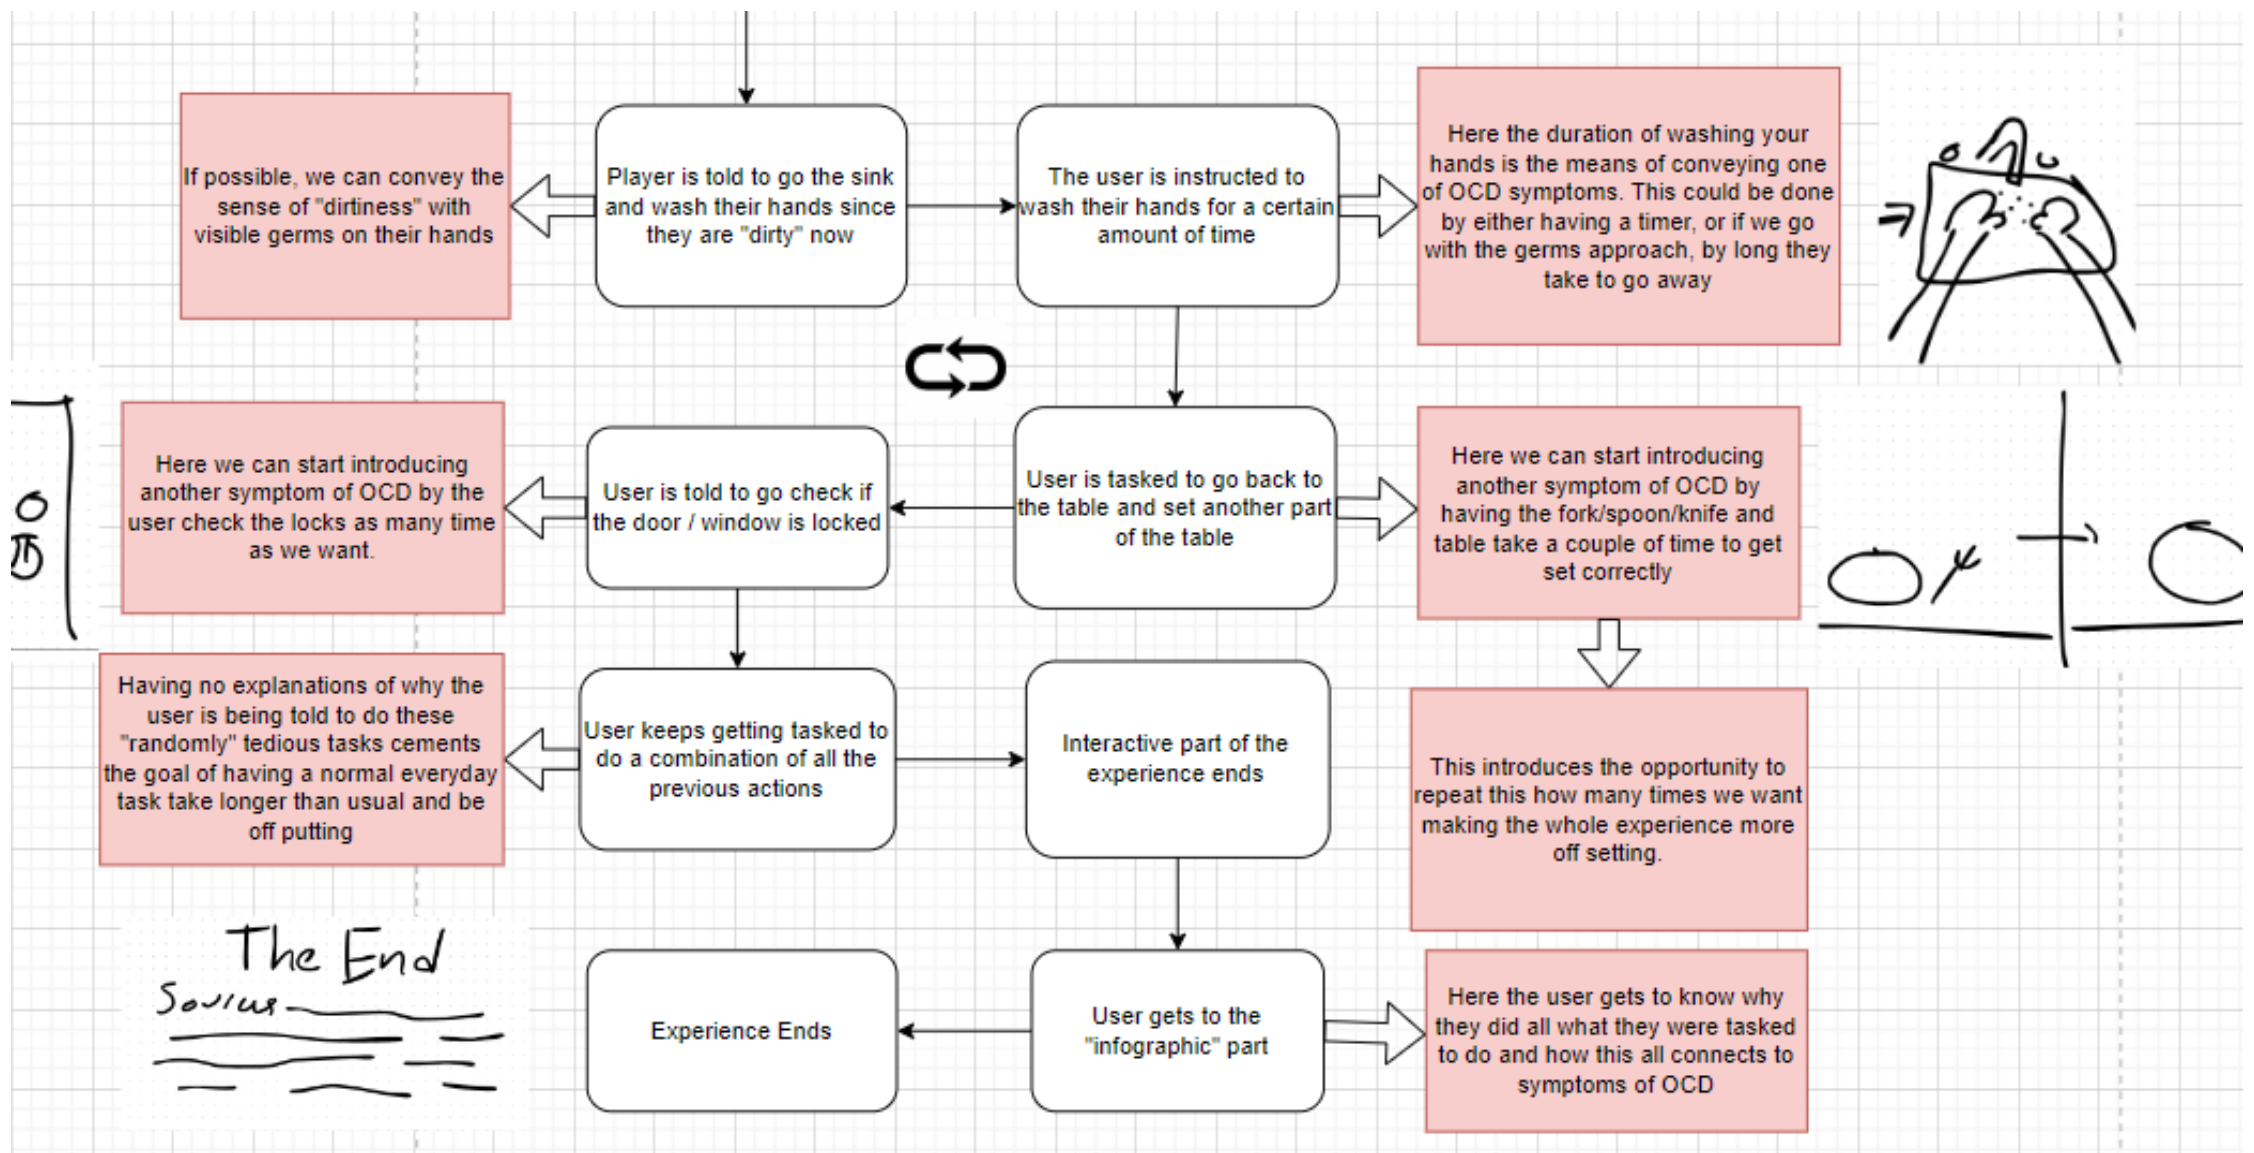 If possible, we can convey the
sense of "dirtiness" with
visible germs on their hands
Player is told to go the sink
and wash their hands since
they are "dirty" now
The user is instructed to
wash their hands for a certain
amount of time
Here the duration of washing your
hands is the means of conveying one
of OCD symptoms. This could be done
by either having a timer, or if we go
with the germs approach, by long they
take to go away
Here we can start introducing
another symptom of OCD by the
user check the locks as many time
as we want.
User is told to go check if
the door / window is locked
User is tasked to go back to
the table and set another part
of the table
Here we can start introducing
another symptom of OCD by
having the fork/spoon/knife and
table take a couple of time to get
set correctly
Having no explanations of why the
user is being told to do these
"randomly" tedious tasks cements
the goal of having a normal everyday
task take longer than usual and be
off putting
User keeps getting tasked to
do a combination of all the
previous actions
Interactive part of the
experience ends
This introduces the opportunity to
repeat this how many times we want
making the whole experience more
off setting.
The End
Experience Ends
User gets to the
"infographic" part
Here the user gets to know why
they did all what they were tasked
to do and how this all connects to
symptoms of OCD